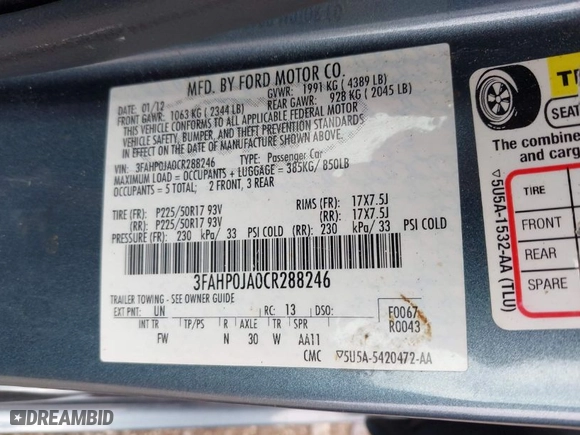 MFD. BY FORD MOTOR CO.
DATE: 01/12 GVWR: 1991 KG ( 4389 LB)
FRONT GAWR: 1063 KG ( 2344 LB) REAR GAWR: 928 KG ( 2045 LB)
THIS VEHICLE CONFORMS TO ALL APPLICABLE FEDERAL MOTOR
VEHICLE SAFETY, BUMPER, AND THEFT PREVENTION STANDARDS
IN EFFECT ON THE DATE OF MANUFACTURE SHOWN ABOVE.
VIN: 3FAHP0JA0CR288246 TYPE: Passenger Car
MAXIMUM LOAD = OCCUPANTS + LUGGAGE = 385KG/ 850LB
OCCUPANTS = 5 TOTAL; 2 FRONT, 3 REAR
TIRE (FR): P225/50R17 93V RIMS (FR): 17X7.5J
(RR): P225/50R17 93V (RR): 17X7.5J
PRESSURE (FR): 230 kPa/ 33 PSI COLD (RR): 230 kPa/ 33 PSI COLD
3FAHP0JA0CR288246
TRAILER TOWING - SEE OWNER GUIDE
EXT PNT: UN RC: 13 DSO: F0067
R0043
INT TR TP/PS R AXLE TR SPR
FW N 30 W AA11
CMC ▽5U5A-5420472-AA
SEAT
The combine
and carg
TIRE
FRONT
REAR
SPARE
▽5U5A-1532-AA (TLU)
DREAMBID